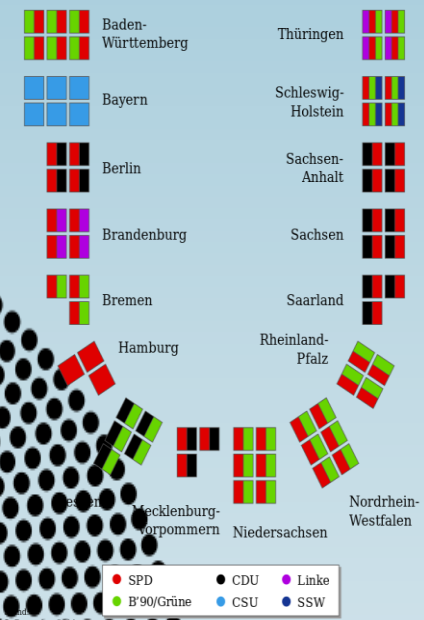 Baden-
Württemberg
Thüringen
Bayern
Schleswig-
Holstein
Berlin
Sachsen-
Anhalt
Brandenburg
Sachsen
Bremen
Saarland
Hamburg
Rheinland-
Pfalz
Mecklenburg-
Vorpommern
Niedersachsen
Nordrhein-
Westfalen
SPD
CDU
Linke
B'90/Grüne
CSU
SSW